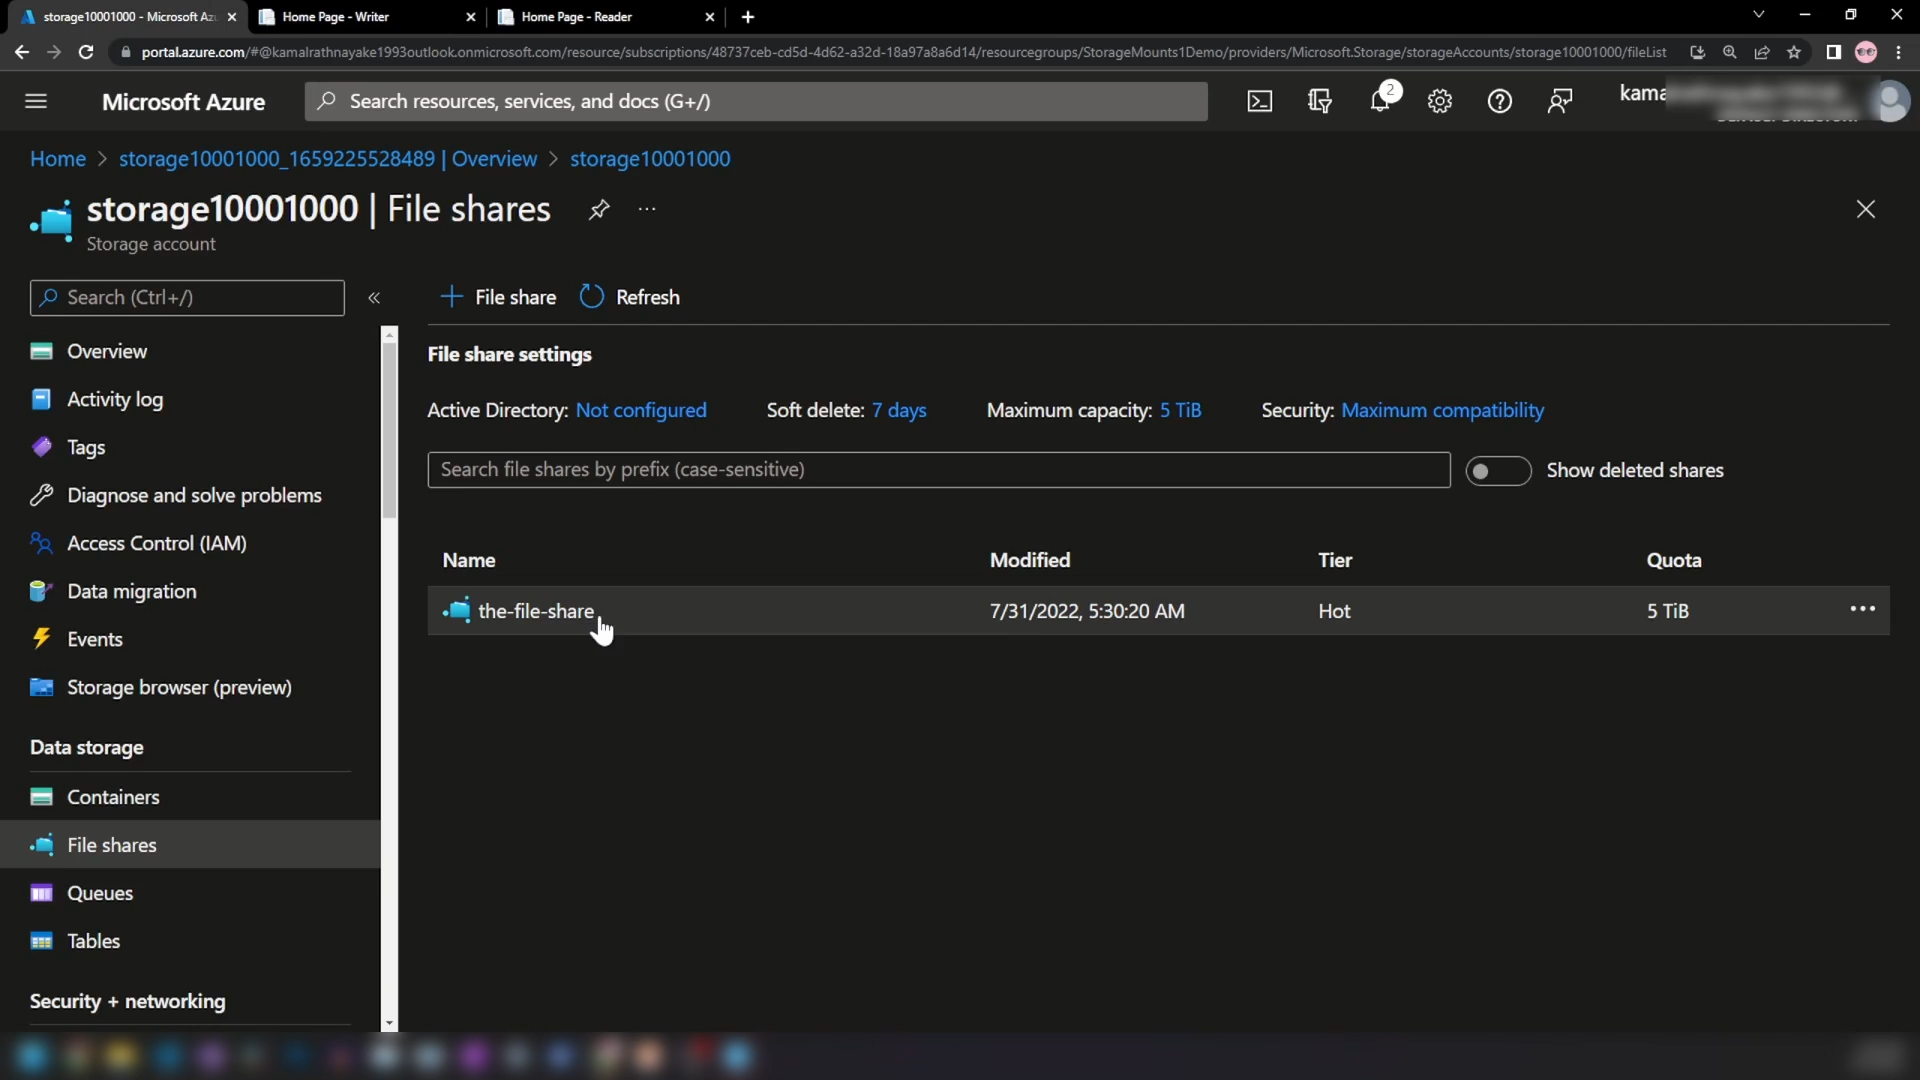 storage10001000 - Microsoft Az
Home Page - Writer
Home Page - Reader
portal.azure.com/#@kamalrathnayake1993outlook.onmicrosoft.com/resource/subscriptions/48737ceb-cd5d-4d62-a32d-18a97a8a6d14/resourcegroups/StorageMounts1Demo/providers/Microsoft.Storage/storageAccounts/storage10001000/fileList
Microsoft Azure
Search resources, services, and docs (G+/)
2
kama
Home > storage10001000_1659225528489 | Overview > storage10001000
storage10001000 | File shares
Storage account
Search (Ctrl+/)
«
File share
Refresh
Overview
Activity log
Tags
Diagnose and solve problems
Access Control (IAM)
Data migration
Events
Storage browser (preview)
Data storage
Containers
File shares
Queues
Tables
Security + networking
File share settings
Active Directory: Not configured
Soft delete: 7 days
Maximum capacity: 5 TiB
Security: Maximum compatibility
Search file shares by prefix (case-sensitive)
Show deleted shares
Name Modified Tier Quota
the-file-share 7/31/2022, 5:30:20 AM Hot 5 TiB